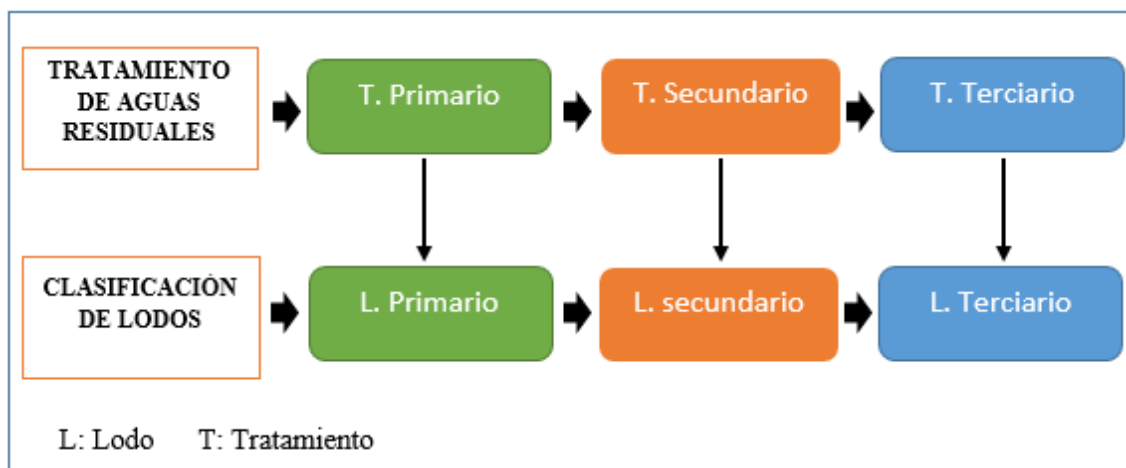 TRATAMIENTO
DE AGUAS
RESIDUALES
T. Primario
T. Secundario
T. Terciario
CLASIFICACIÓN
DE LODOS
L. Primario
L. secundario
L. Terciario
L: Lodo T: Tratamiento